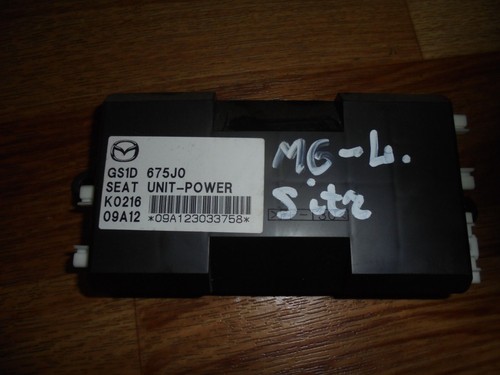 GS1D 675J0
SEAT UNIT-POWER
K0216
09A12 *09A123033758*
M6-L.
Sitz